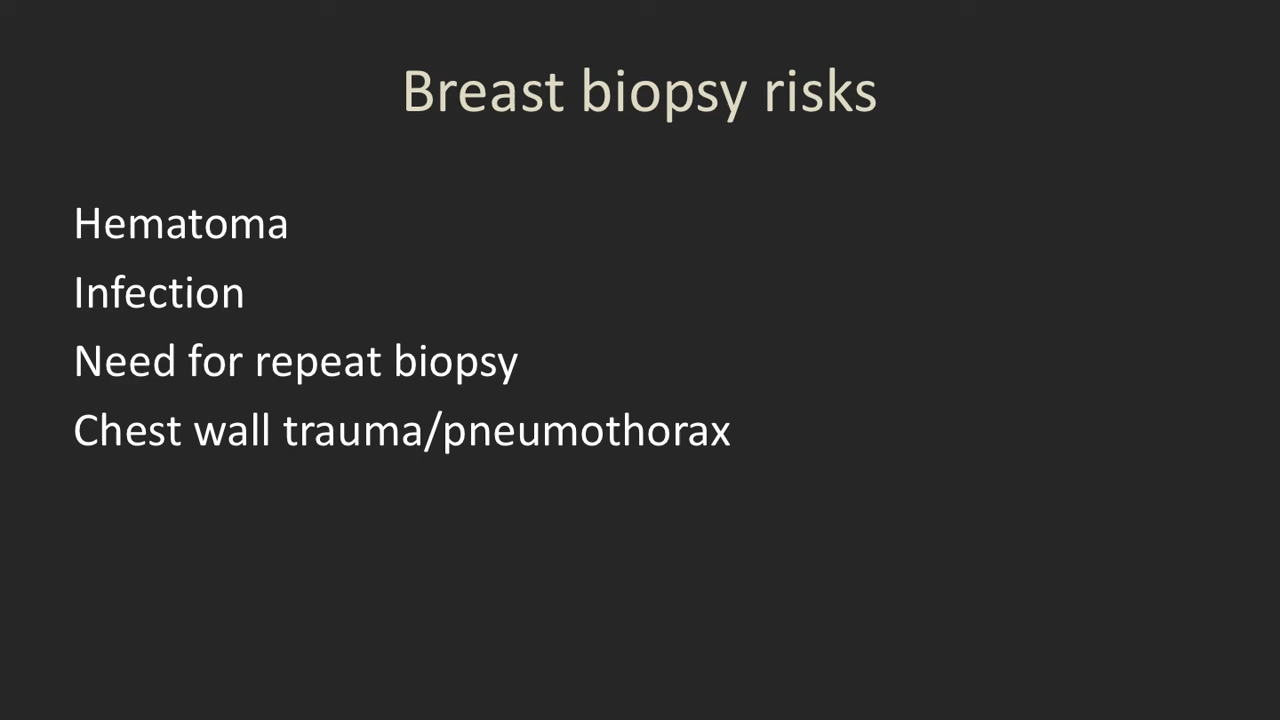 Breast biopsy risks
Hematoma
Infection
Need for repeat biopsy
Chest wall trauma/pneumothorax